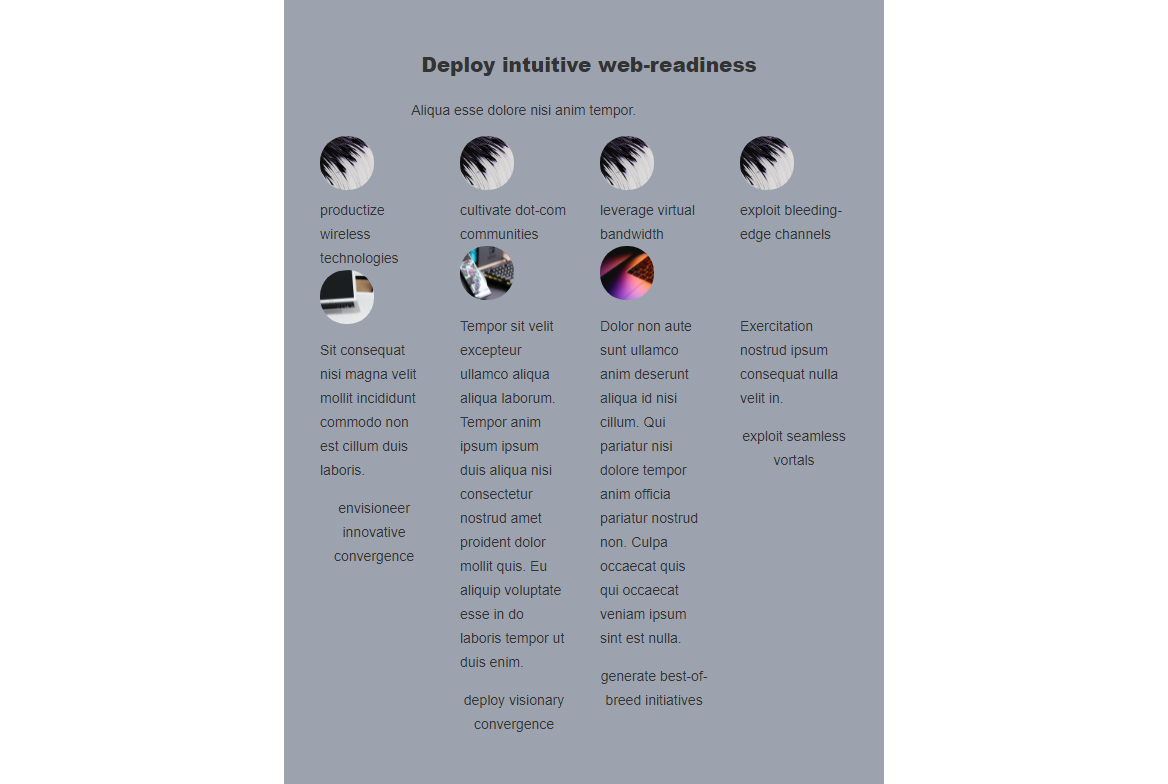 Deploy intuitive web-readiness
Aliqua esse dolore nisi anim tempor.
productize
wireless
technologies
Sit consequat
nisi magna velit
mollit incididunt
commodo non
est cillum duis
laboris.
envisioneer
innovative
convergence
cultivate dot-com
communities
Tempor sit velit
excepteur
ullamco aliqua
aliqua laborum.
Tempor anim
ipsum ipsum
duis aliqua nisi
consectetur
nostrud amet
proident dolor
mollit quis. Eu
aliquip voluptate
esse in do
laboris tempor ut
duis enim.
deploy visionary
convergence
leverage virtual
bandwidth
Dolor non aute
sunt ullamco
anim deserunt
aliqua id nisi
cillum. Qui
pariatur nisi
dolore tempor
anim officia
pariatur nostrud
non. Culpa
occaecat quis
qui occaecat
veniam ipsum
sint est nulla.
generate best-of-
breed initiatives
exploit bleeding-
edge channels
Exercitation
nostrud ipsum
consequat nulla
velit in.
exploit seamless
vortals